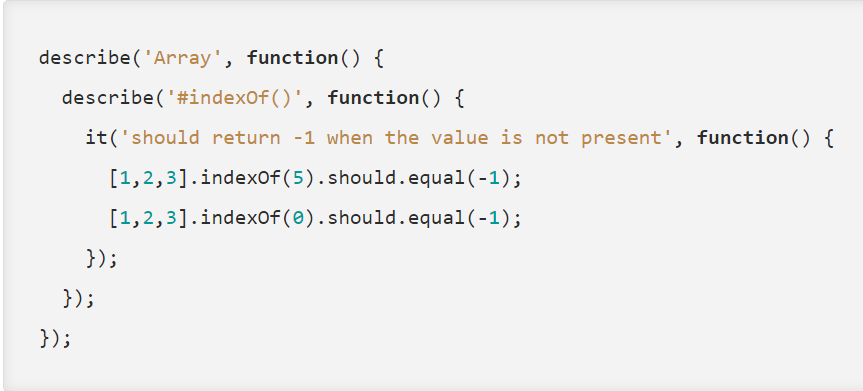 describe('Array', function() {
  describe('#indexOf()', function() {
    it('should return -1 when the value is not present', function() {
      [1,2,3].indexOf(5).should.equal(-1);
      [1,2,3].indexOf(0).should.equal(-1);
    });
  });
});